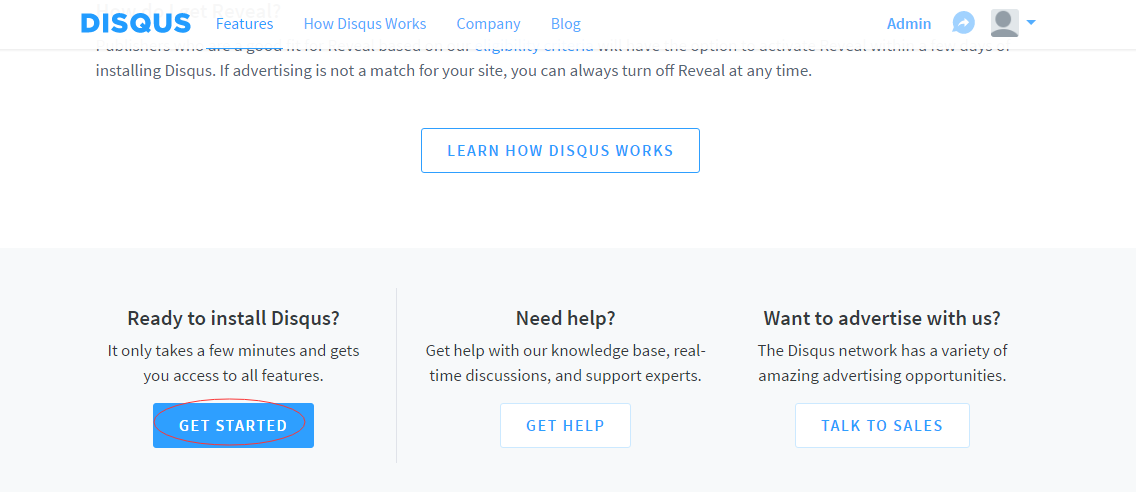 DISQUS Features How Disqus Works Company Blog Admin
Publishers who are a good fit for Reveal based on our eligibility criteria will have the option to activate Reveal within a few days of
installing Disqus. If advertising is not a match for your site, you can always turn off Reveal at any time.
LEARN HOW DISQUS WORKS
Ready to install Disqus?
It only takes a few minutes and gets
you access to all features.
GET STARTED
Need help?
Get help with our knowledge base, real-
time discussions, and support experts.
GET HELP
Want to advertise with us?
The Disqus network has a variety of
amazing advertising opportunities.
TALK TO SALES